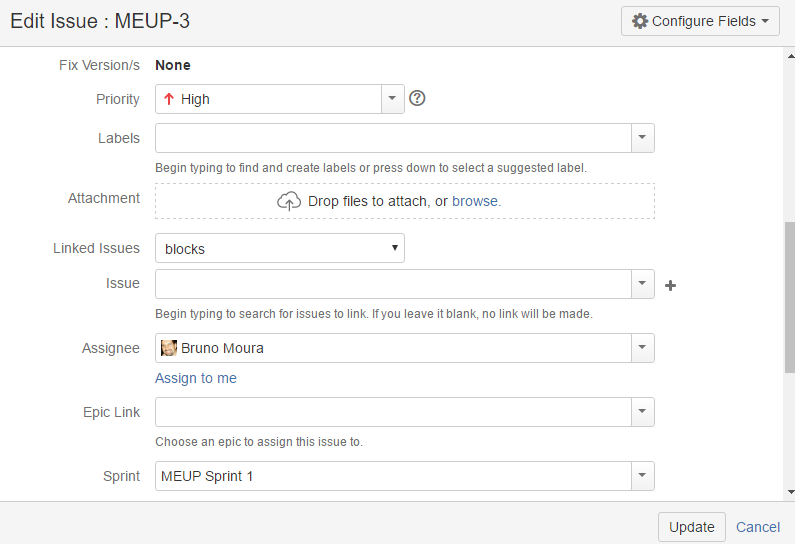 Edit Issue : MEUP-3
Configure Fields
Fix Version/s None
Priority High
Labels
Begin typing to find and create labels or press down to select a suggested label.
Attachment Drop files to attach, or browse.
Linked Issues blocks
Issue
Begin typing to search for issues to link. If you leave it blank, no link will be made.
Assignee Bruno Moura
Assign to me
Epic Link
Choose an epic to assign this issue to.
Sprint MEUP Sprint 1
Update Cancel